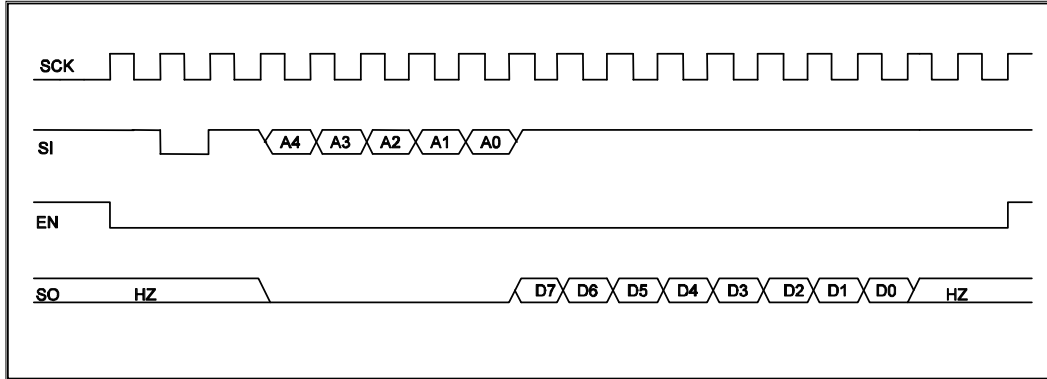 SCK
SI A4 A3 A2 A1 A0
EN
SO HZ D7 D6 D5 D4 D3 D2 D1 D0 HZ